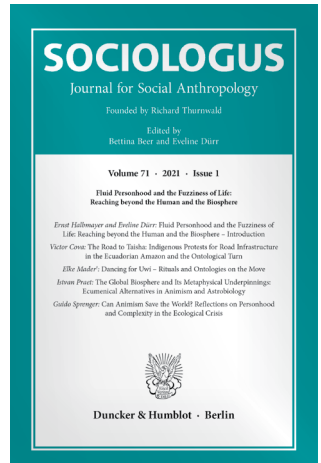 SOCIOLOGUS
Journal for Social Anthropology
Founded by Richard Thurnwald
Edited by
Bettina Beer and Eveline Dürr
Volume 71 · 2021 · Issue 1
Fluid Personhood and the Fuzziness of Life:
Reaching beyond the Human and the Biosphere
Ernst Halbmayer and Eveline Dürr: Fluid Personhood and the Fuzziness of
Life: Reaching beyond the Human and the Biosphere – Introduction
Victor Cova: The Road to Taisha: Indigenous Protests for Road Infrastructure
in the Ecuadorian Amazon and the Ontological Turn
Elke Mader†: Dancing for Uwi – Rituals and Ontologies on the Move
Istvan Praet: The Global Biosphere and Its Metaphysical Underpinnings:
Ecumenical Alternatives in Animism and Astrobiology
Guido Sprenger: Can Animism Save the World? Reflections on Personhood
and Complexity in the Ecological Crisis
Duncker & Humblot · Berlin